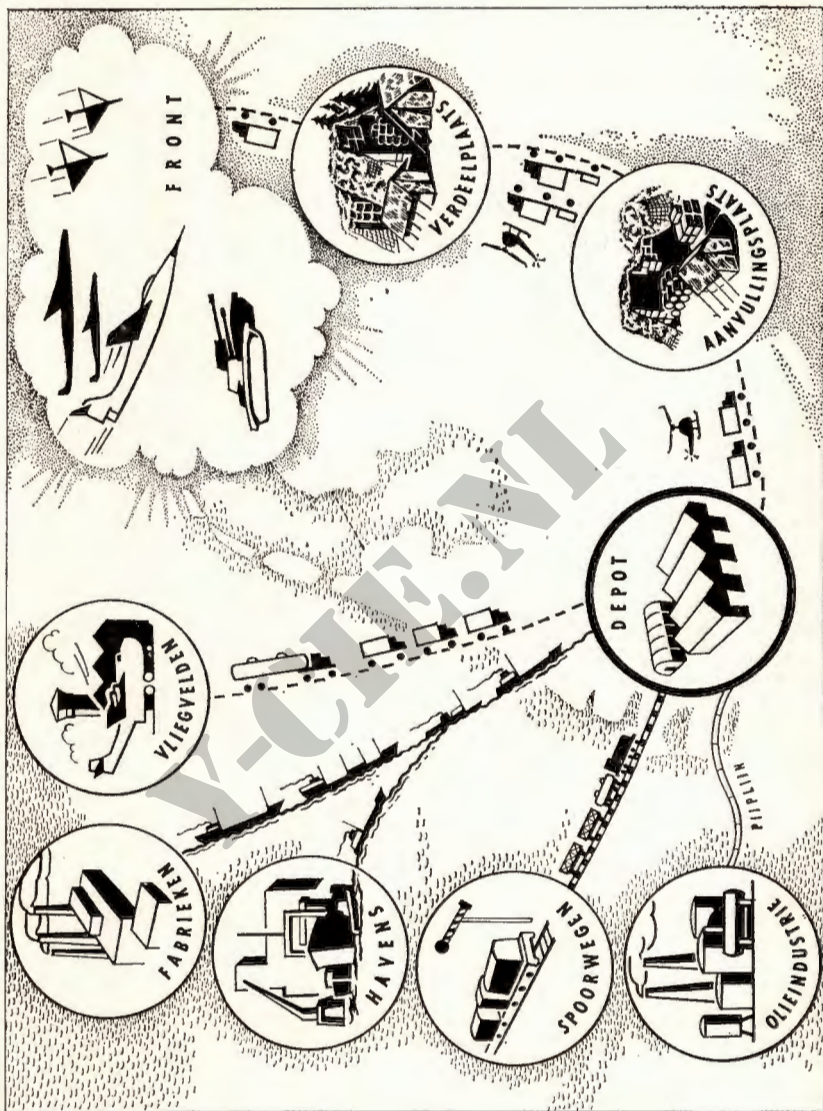 FRONT
VERDEELPLAATS
AANVULLINGSPLAATS
DEPOT
VLIEGVELDEN
FABRIEKEN
HAVENS
SPOORWEGEN
OLIEINDUSTRIE
PIJPLIJN
Y-CIE.NL